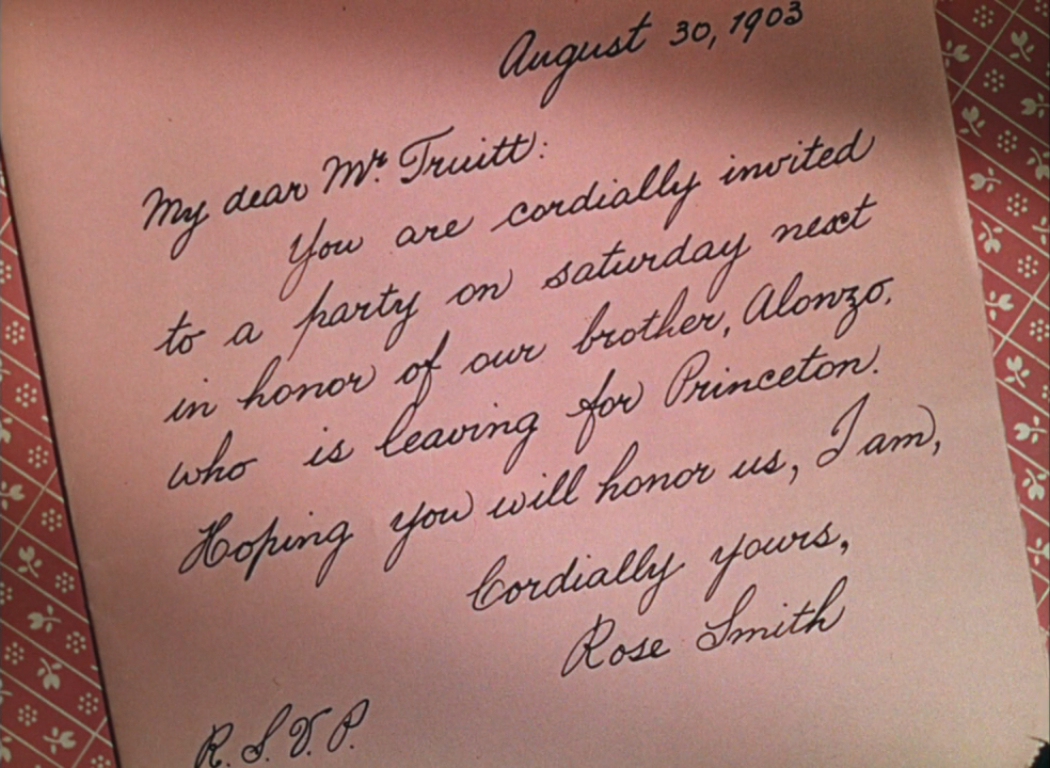 August 30, 1903
My dear Mr. Truitt:
You are cordially invited
to a party on saturday next
in honor of our brother, Alonzo,
who is leaving for Princeton.
Hoping you will honor us, I am,
Cordially yours,
Rose Smith
R.S.V.P.